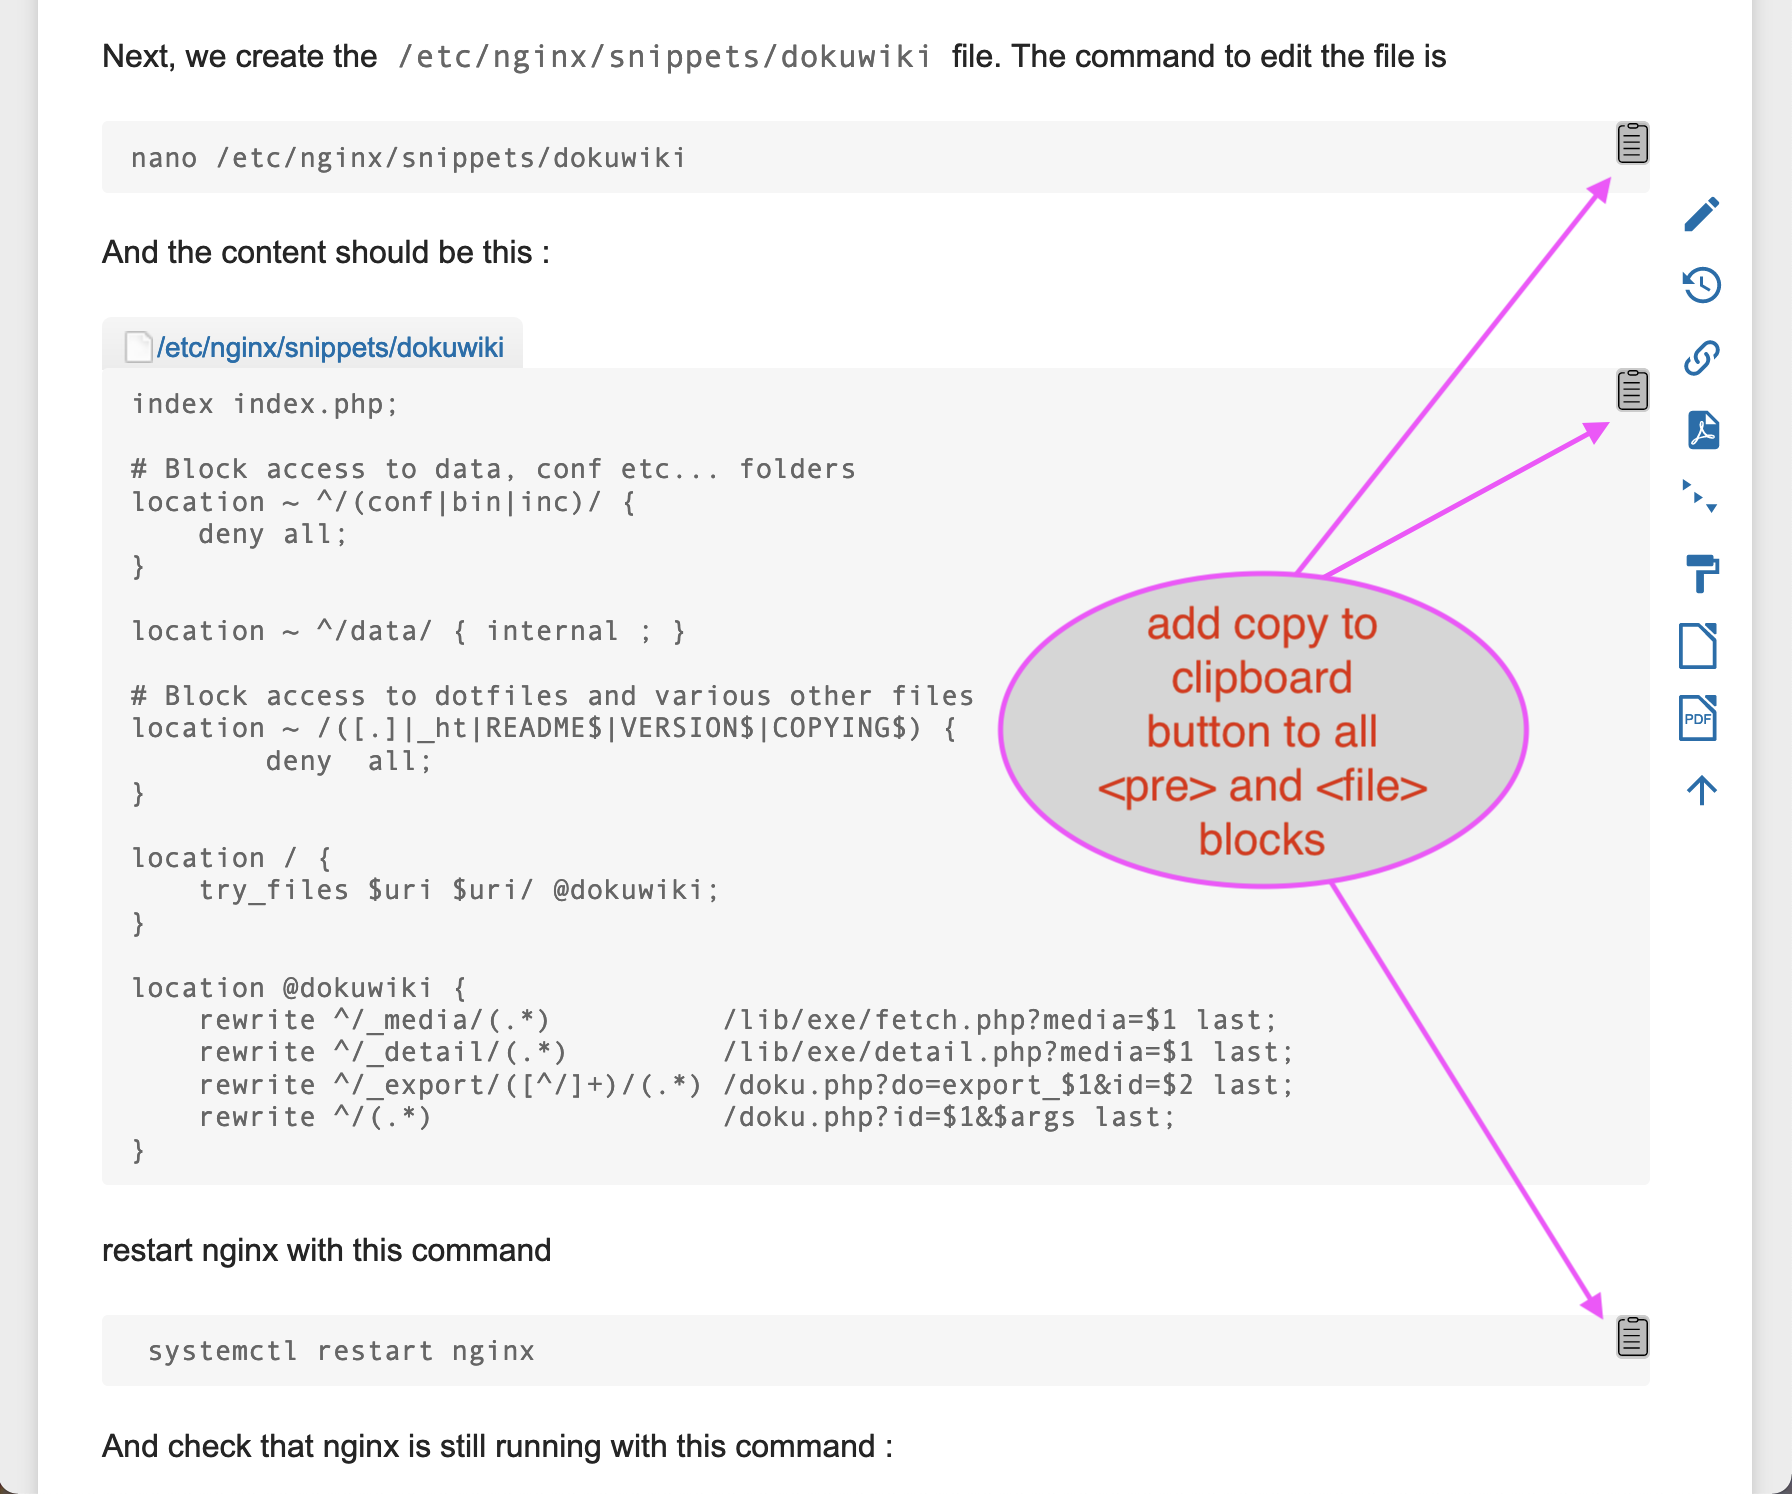 Next, we create the /etc/nginx/snippets/dokuwiki file. The command to edit the file is
nano /etc/nginx/snippets/dokuwiki
And the content should be this :
/etc/nginx/snippets/dokuwiki
index index.php;
# Block access to data, conf etc... folders
location ~ ^/(conf|bin|inc)/ {
    deny all;
}
location ~ ^/data/ { internal ; }
# Block access to dotfiles and various other files
location ~ /([.]|_ht|README$|VERSION$|COPYING$) {
        deny  all;
}
location / {
    try_files $uri $uri/ @dokuwiki;
}
location @dokuwiki {
    rewrite ^/_media/(.*)          /lib/exe/fetch.php?media=$1 last;
    rewrite ^/_detail/(.*)         /lib/exe/detail.php?media=$1 last;
    rewrite ^/_export/([^/]+)/(.*) /doku.php?do=export_$1&id=$2 last;
    rewrite ^/(.*)                 /doku.php?id=$1&$args last;
}
add copy to
clipboard
button to all
<pre> and <file>
blocks
restart nginx with this command
systemctl restart nginx
And check that nginx is still running with this command :
PDF